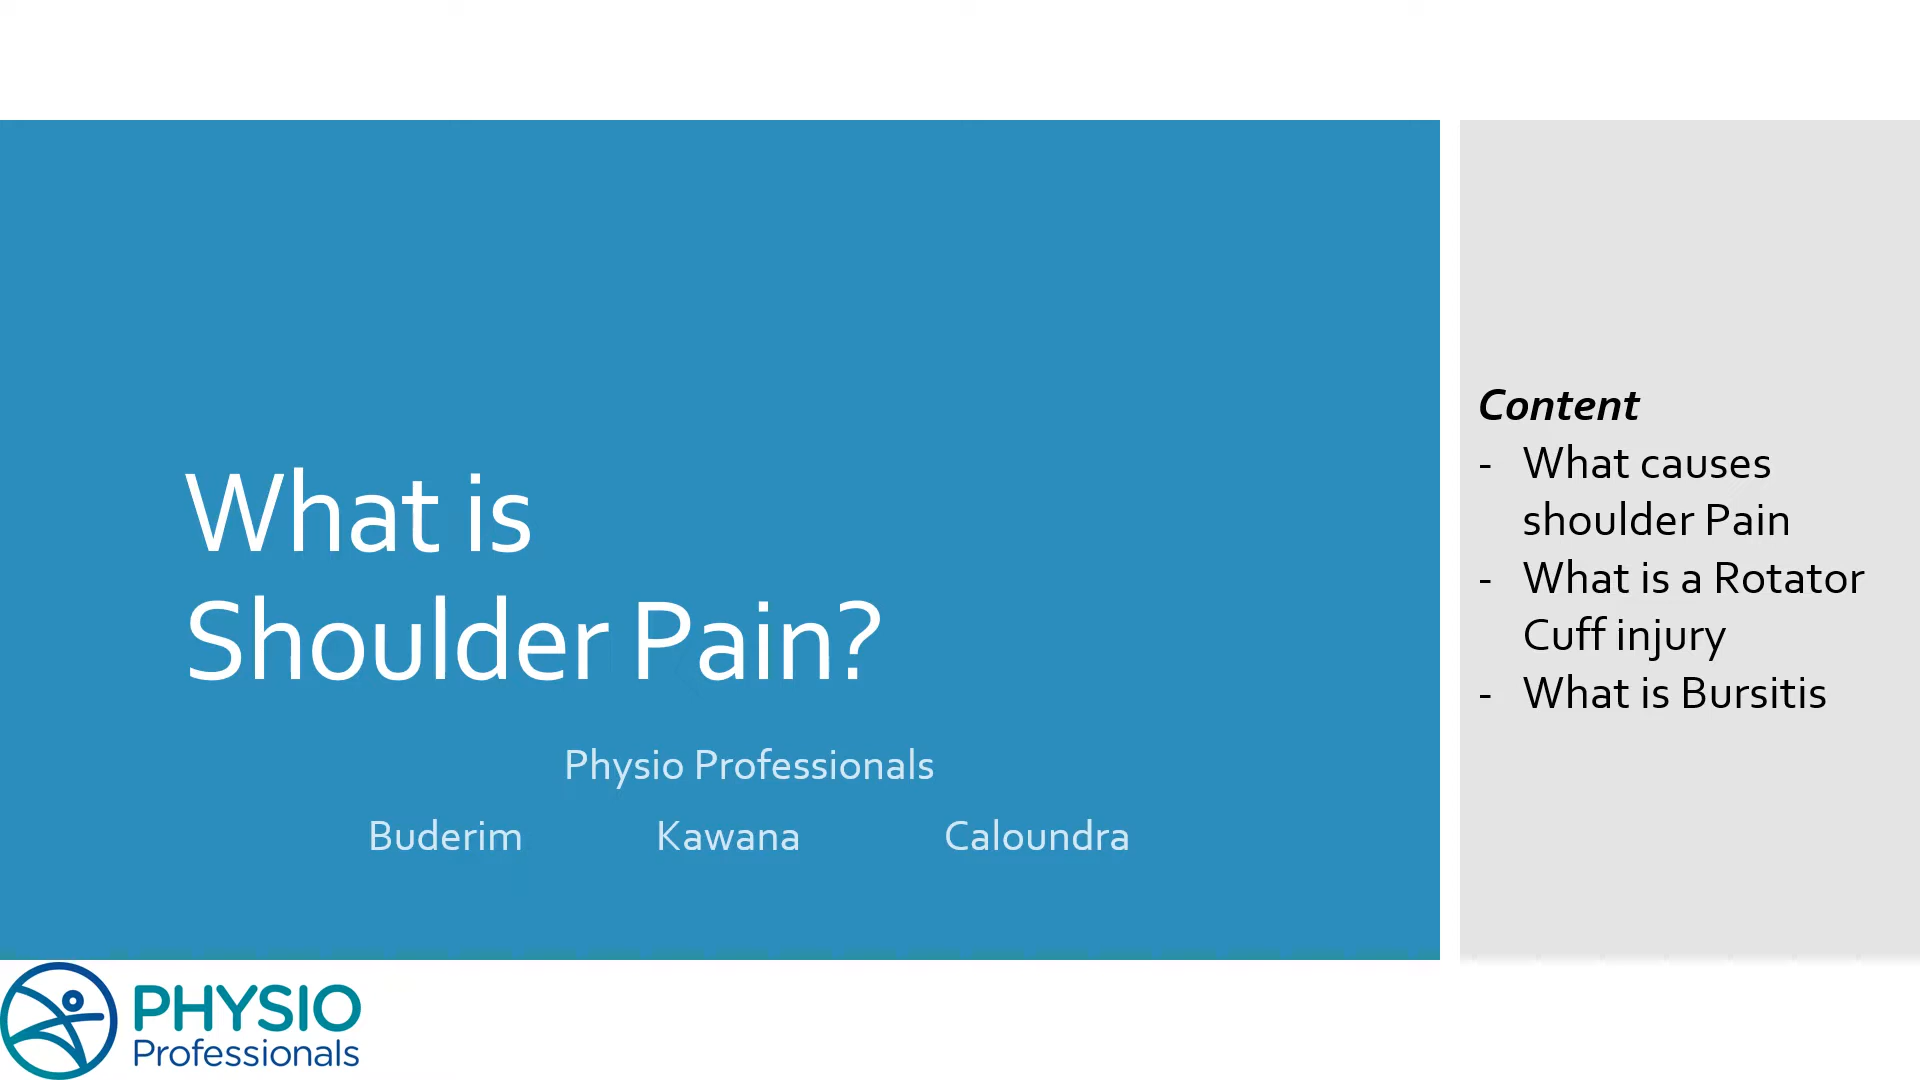 What is
Shoulder Pain?
Physio Professionals
Buderim Kawana Caloundra
Content
- What causes
shoulder Pain
- What is a Rotator
Cuff injury
- What is Bursitis
PHYSIO
Professionals